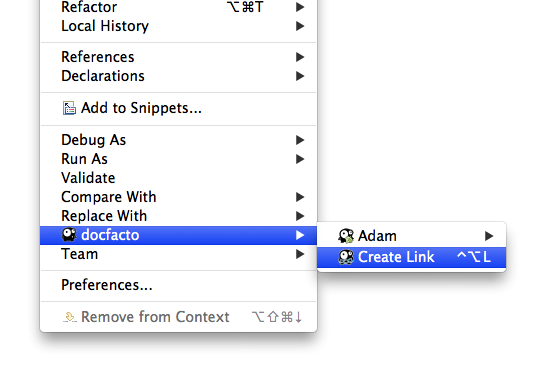 Refactor ⌥⌘T ▶
Local History ▶
References ▶
Declarations ▶
Add to Snippets...
Debug As ▶
Run As ▶
Validate
Compare With ▶
Replace With ▶
docfacto ▶
Adam ▶
Team ▶
Create Link ^⌥L
Preferences...
Remove from Context ⌥⇧⌘↓